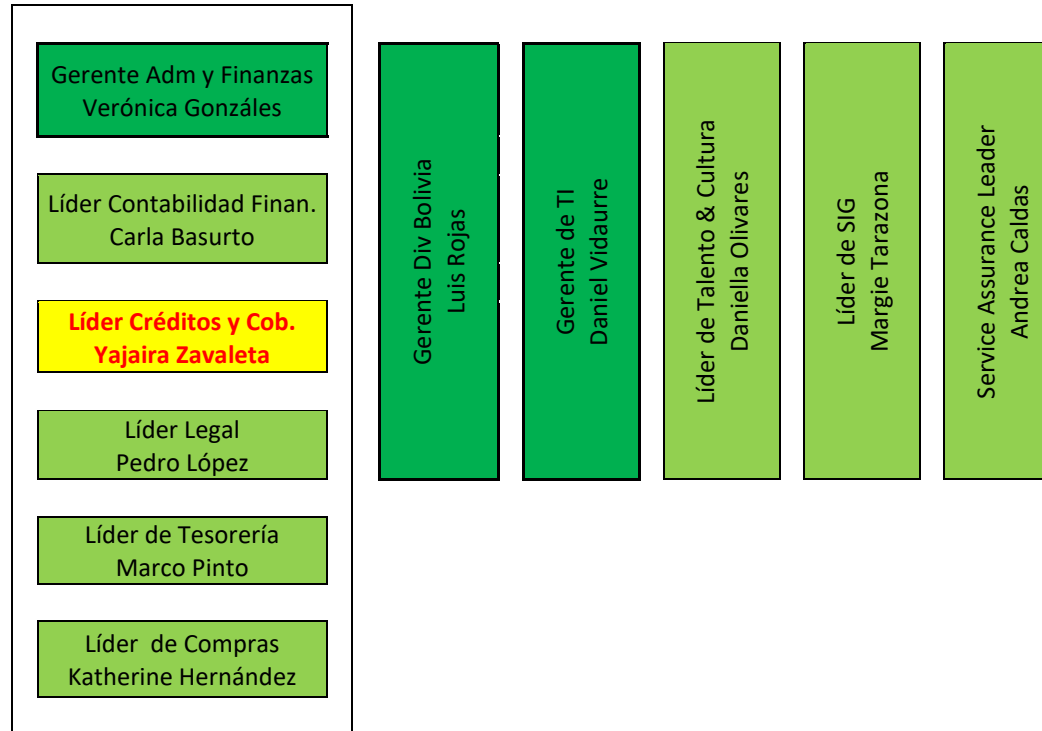 Gerente Adm y Finanzas
Verónica Gonzáles
Líder Contabilidad Finan.
Carla Basurto
Líder Créditos y Cob.
Yajaira Zavaleta
Líder Legal
Pedro López
Líder de Tesorería
Marco Pinto
Líder de Compras
Katherine Hernández
Gerente Div Bolivia
Luis Rojas
Gerente de TI
Daniel Vidaurre
Líder de Talento & Cultura
Daniella Olivares
Líder de SIG
Margie Tarazona
Service Assurance Leader
Andrea Caldas